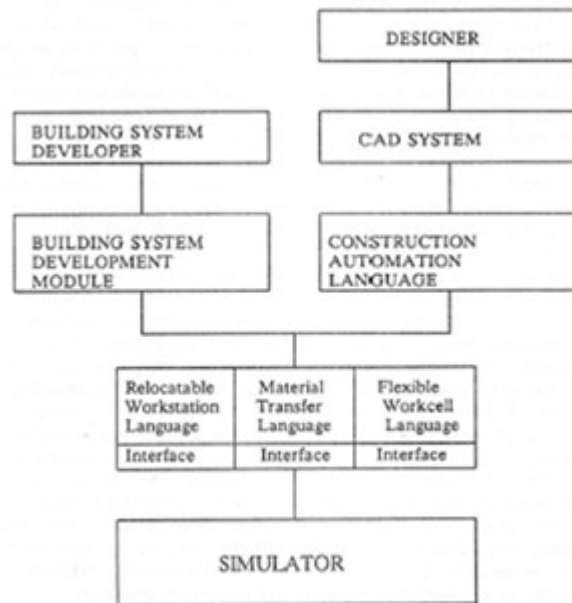 DESIGNER
BUILDING SYSTEM
DEVELOPER
CAD SYSTEM
BUILDING SYSTEM
DEVELOPMENT
MODULE
CONSTRUCTION
AUTOMATION
LANGUAGE
Relocatable
Workstation
Language
Material
Transfer
Language
Flexible
Workcell
Language
Interface
Interface
Interface
SIMULATOR